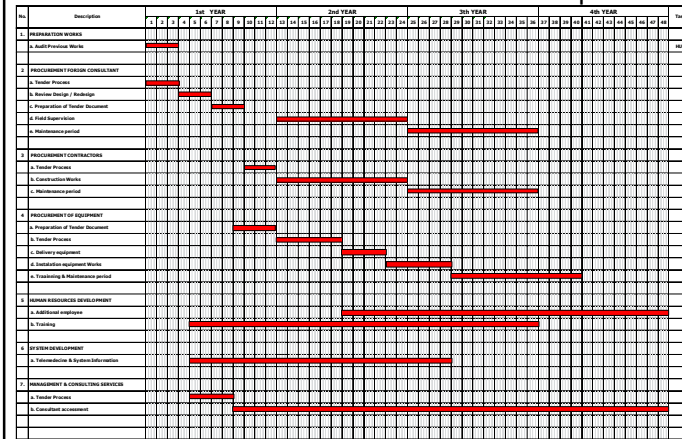 No. Description 1st YEAR 2nd YEAR 3th YEAR 4th YEAR
1 2 3 4 5 6 7 8 9 10 11 12 13 14 15 16 17 18 19 20 21 22 23 24 25 26 27 28 29 30 31 32 33 34 35 36 37 38 39 40 41 42 43 44 45 46 47 48
1. PREPARATION WORKS
a. Audit Previous Works
2 PROCUREMENT FOREIGN CONSULTANT
a. Tender Process
b. Review Design / Redesign
c. Preparation of Tender Document
d. Field Supervision
e. Maintenance period
3 PROCUREMENT CONTRACTORS
a. Tender Process
b. Construction Works
c. Maintenance period
4 PROCUREMENT OF EQUIPMENT
a. Preparation of Tender Document
b. Tender Process
c. Delivery equipment
d. Instalation equipment Works
e. Trainning & Maintenance period
5 HUMAN RESOURCES DEVELOPMENT
a. Additional employee
b. Training
6 SYSTEM DEVELOPMENT
a. Telemedecine & System Information
7. MANAGEMENT & CONSULTING SERVICES
a. Tender Process
b. Consultant accessment